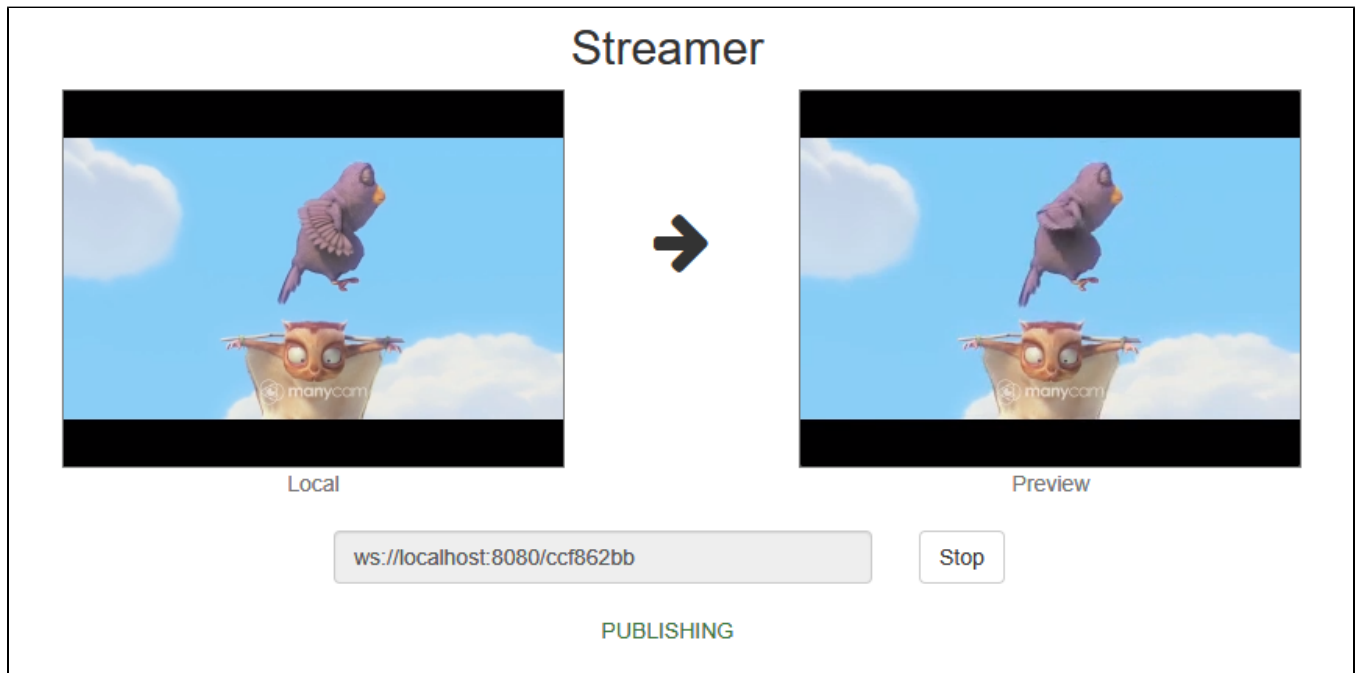 Streamer
manycam
manycam
Local
Preview
ws://localhost:8080/ccf862bb
Stop
PUBLISHING